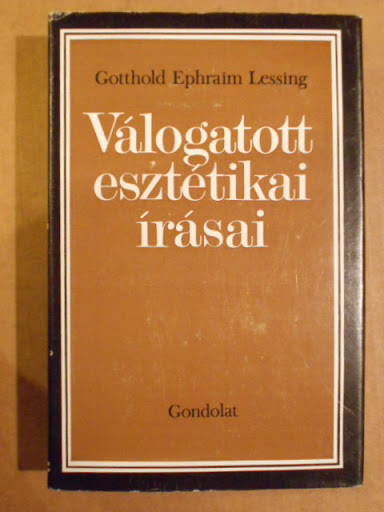 Gotthold Ephraim Lessing
Válogatott
esztétikai
írásai
Gondolat